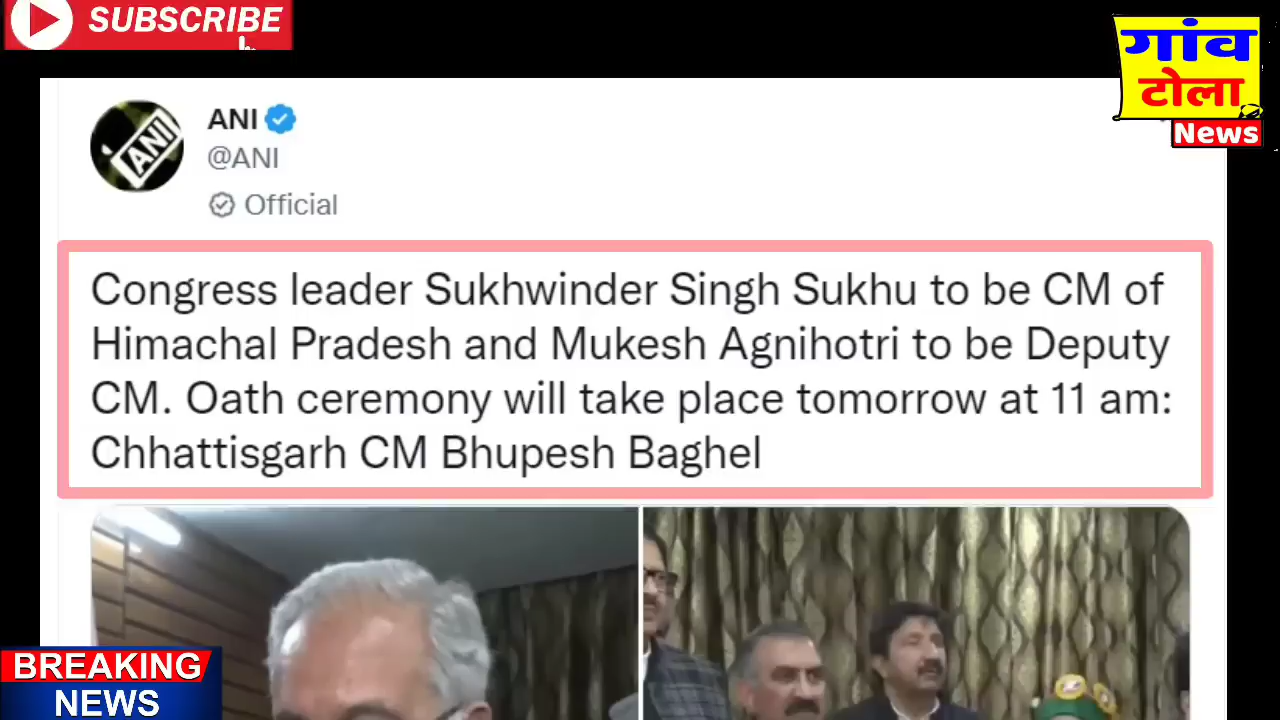 SUBSCRIBE
गांव
टोला
News
ANI
ANI
@ANI
Official
Congress leader Sukhwinder Singh Sukhu to be CM of
Himachal Pradesh and Mukesh Agnihotri to be Deputy
CM. Oath ceremony will take place tomorrow at 11 am:
Chhattisgarh CM Bhupesh Baghel
BREAKING
NEWS